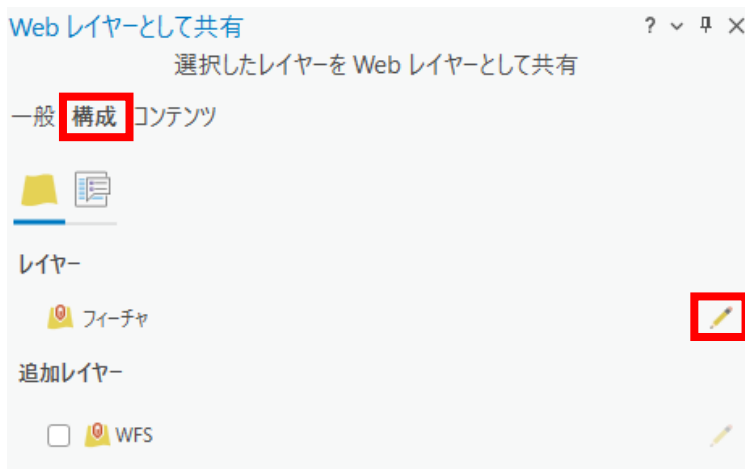 Web レイヤーとして共有
選択したレイヤーを Web レイヤーとして共有
一般 構成 コンテンツ
レイヤー
フィーチャ
追加レイヤー
WFS